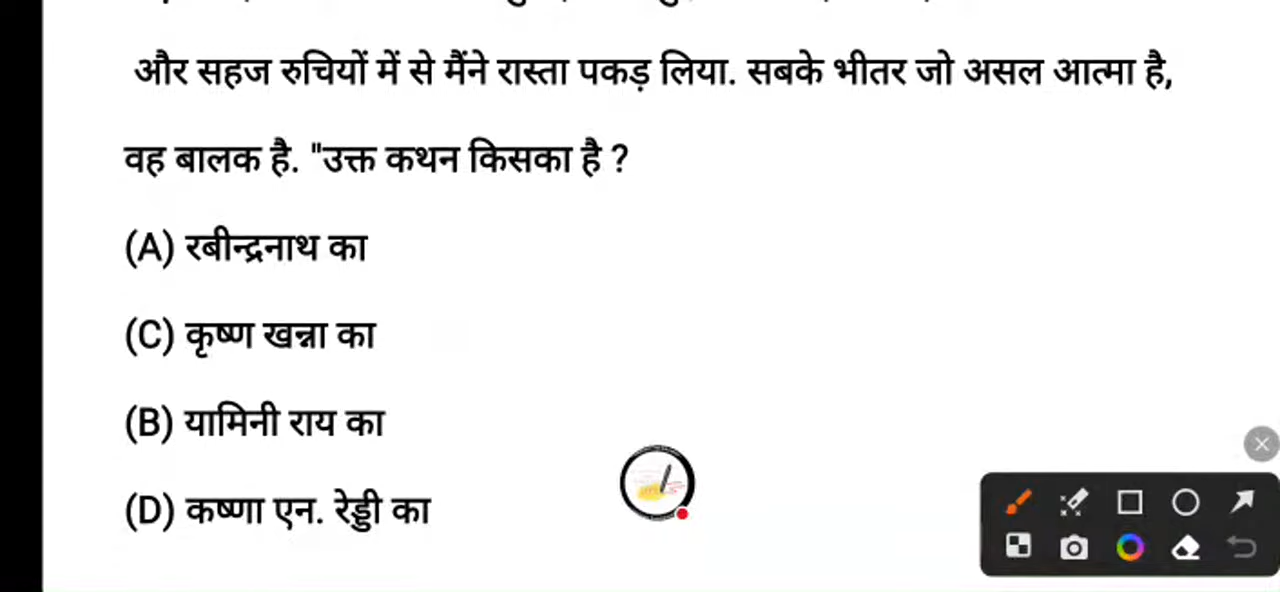 और सहज रुचियों में से मैंने रास्ता पकड़ लिया. सबके भीतर जो असल आत्मा है,
वह बालक है. "उक्त कथन किसका है ?
(A) रबीन्द्रनाथ का
(C) कृष्ण खन्ना का
(B) यामिनी राय का
(D) कष्णा एन. रेड्डी का